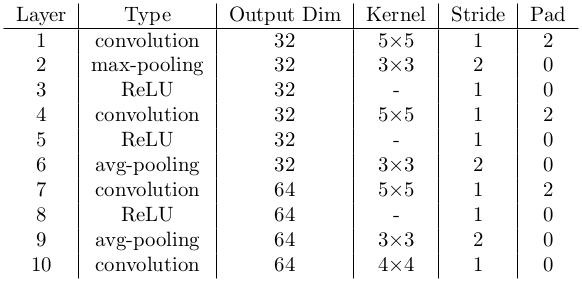 Layer Type Output Dim Kernel Stride Pad
1 convolution 32 5×5 1 2
2 max-pooling 32 3×3 2 0
3 ReLU 32 - 1 0
4 convolution 32 5×5 1 2
5 ReLU 32 - 1 0
6 avg-pooling 32 3×3 2 0
7 convolution 64 5×5 1 2
8 ReLU 64 - 1 0
9 avg-pooling 64 3×3 2 0
10 convolution 64 4×4 1 0